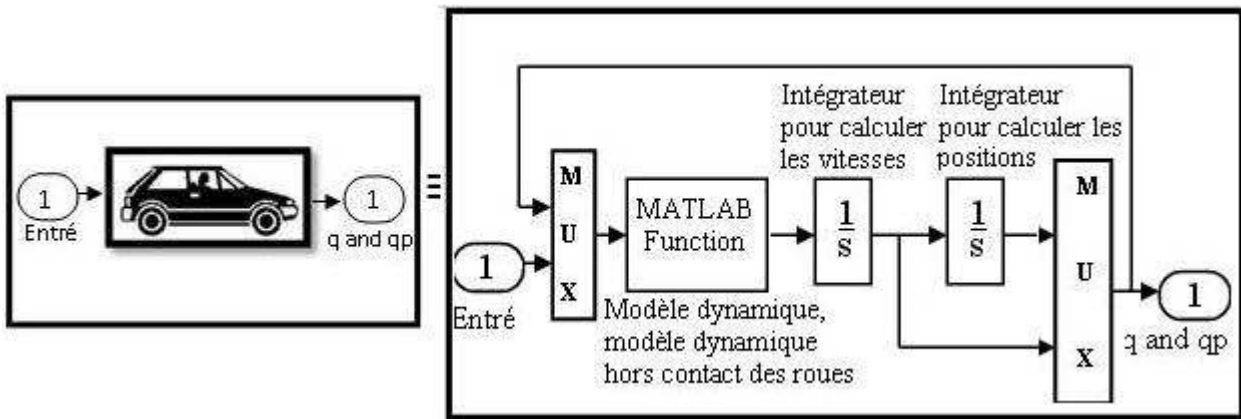 1
Entré
1
q and qp
≡
Intégrateur
pour calculer
les vitesses
Intégrateur
pour calculer les
positions
M
U
X
1
Entré
MATLAB
Function
Modèle dynamique,
modèle dynamique
hors contact des roues
1
S
1
S
M
U
X
1
q and qp